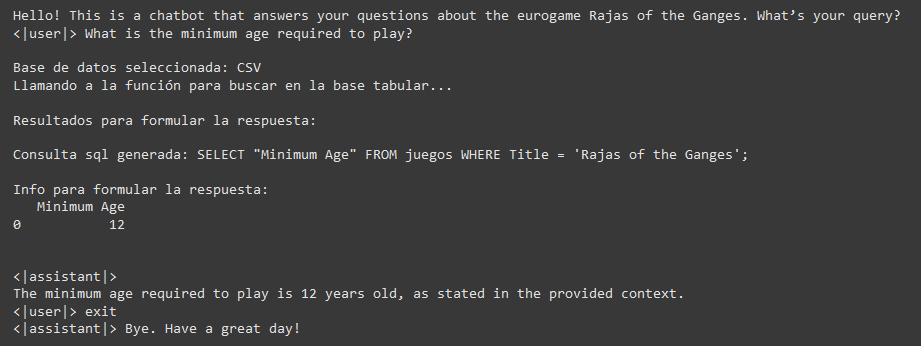 Hello! This is a chatbot that answers your questions about the eurogame Rajas of the Ganges. What’s your query?
<|user|> What is the minimum age required to play?
Base de datos seleccionada: CSV
Llamando a la función para buscar en la base tabular...
Resultados para formular la respuesta:
Consulta sql generada: SELECT "Minimum Age" FROM juegos WHERE Title = 'Rajas of the Ganges';
Info para formular la respuesta:
Minimum Age
0 12
<|assistant|>
The minimum age required to play is 12 years old, as stated in the provided context.
<|user|> exit
<|assistant|> Bye. Have a great day!